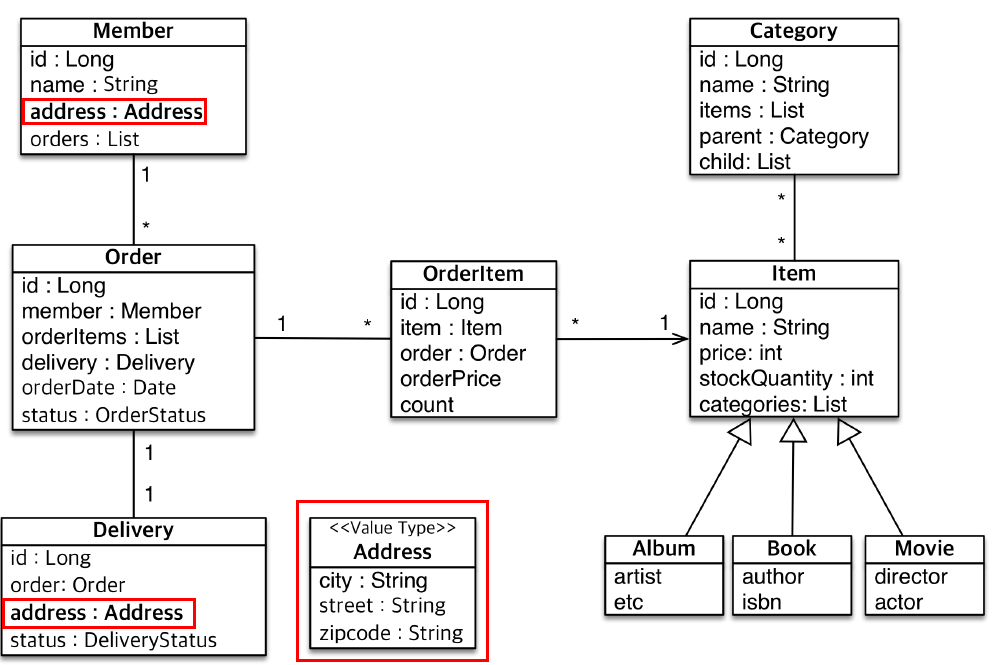 Member
id : Long
name : String
address : Address
orders : List
1
*
Category
id : Long
name : String
items : List
parent : Category
child: List
*
*
Order
id : Long
member : Member
orderItems : List
delivery : Delivery
orderDate : Date
status : OrderStatus
1
*
OrderItem
id : Long
item : Item
order : Order
orderPrice
count
*
1
Item
id : Long
name : String
price: int
stockQuantity : int
categories: List
1
1
Delivery
id : Long
order: Order
address : Address
status : DeliveryStatus
<<Value Type>>
Address
city : String
street : String
zipcode : String
Album
artist
etc
Book
author
isbn
Movie
director
actor